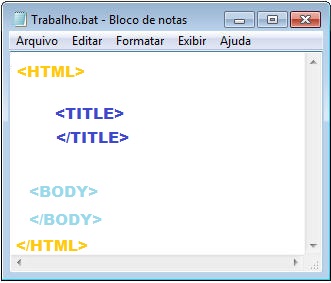 Trabalho.bat - Bloco de notas
Arquivo Editar Formatar Exibir Ajuda
<HTML>
<TITLE>
</TITLE>
<BODY>
</BODY>
</HTML>